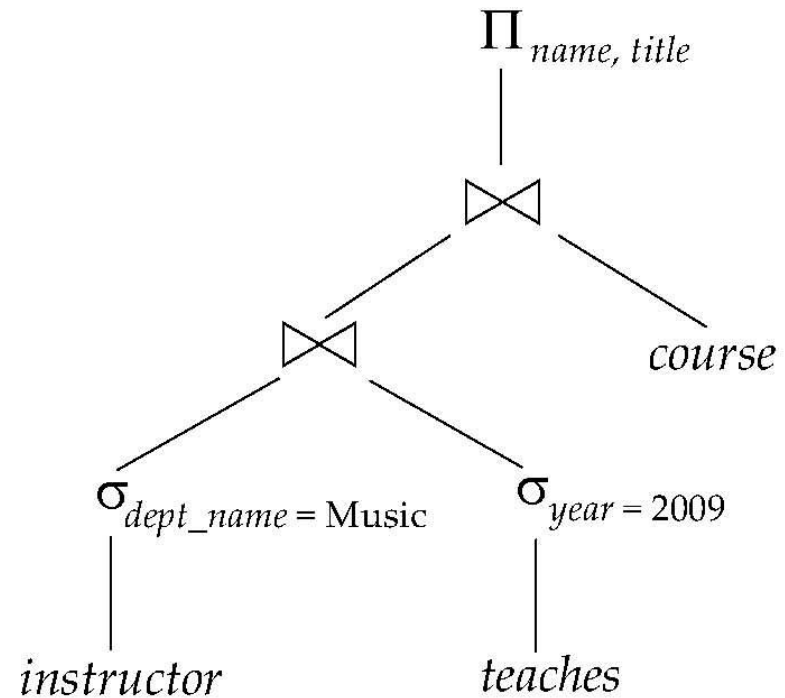 Π name, title
⋈
⋈
course
σ dept_name = Music
σ year = 2009
instructor
teaches